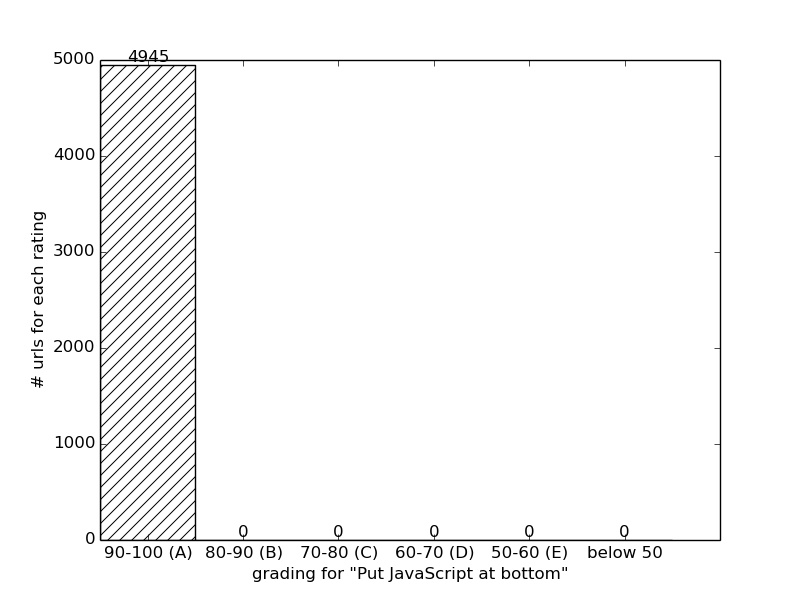 4945
5000
4000
3000
2000
1000
0
# urls for each rating
0 0 0 0 0
90-100 (A) 80-90 (B) 70-80 (C) 60-70 (D) 50-60 (E) below 50
grading for "Put JavaScript at bottom"